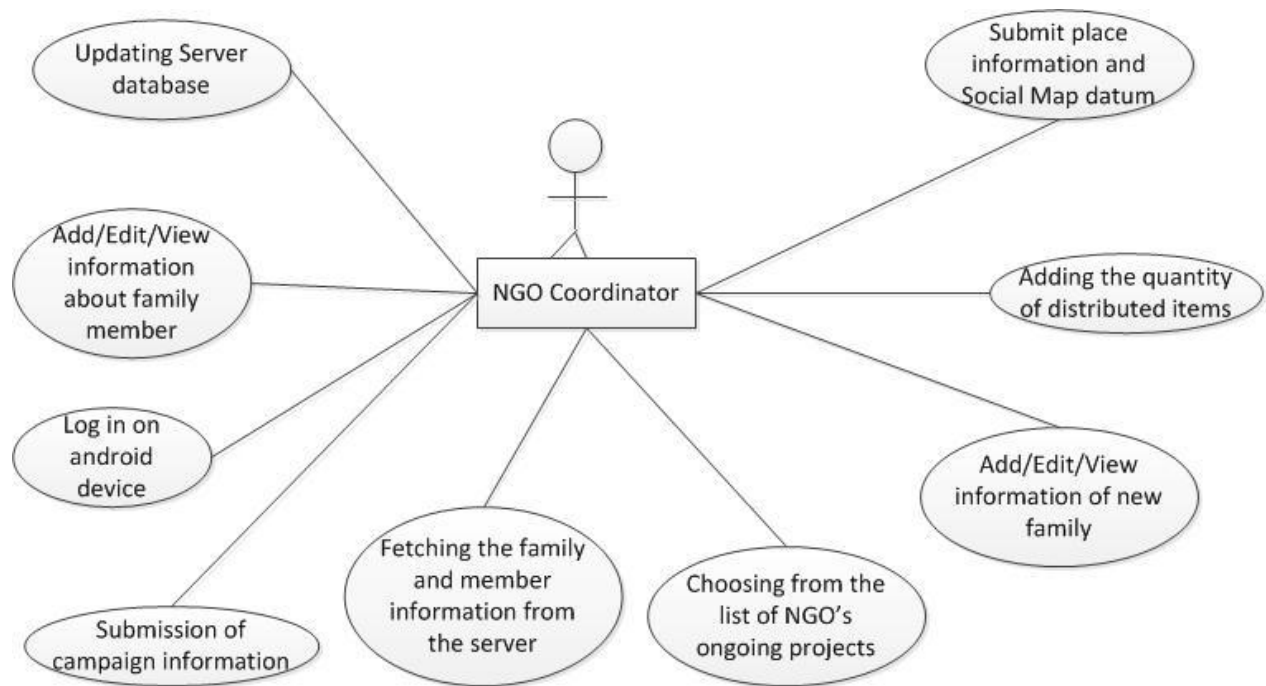 Updating Server
database
Submit place
information and
Social Map datum
Add/Edit/View
information
about family
member
NGO Coordinator
Adding the quantity
of distributed items
Log in on
android
device
Add/Edit/View
information of new
family
Fetching the family
and member
information from
the server
Choosing from the
list of NGO’s
ongoing projects
Submission of
campaign information